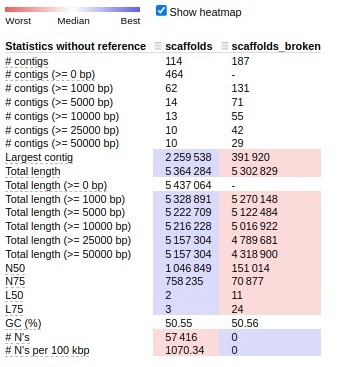 Worst Median Best Show heatmap
Statistics without reference scaffolds scaffolds_broken
# contigs 114 187
# contigs (>= 0 bp) 464 -
# contigs (>= 1000 bp) 62 131
# contigs (>= 5000 bp) 14 71
# contigs (>= 10000 bp) 13 55
# contigs (>= 25000 bp) 10 42
# contigs (>= 50000 bp) 10 29
Largest contig 2 259 538 391 920
Total length 5 364 284 5 302 829
Total length (>= 0 bp) 5 437 064 -
Total length (>= 1000 bp) 5 328 891 5 270 148
Total length (>= 5000 bp) 5 222 709 5 122 484
Total length (>= 10000 bp) 5 216 228 5 016 922
Total length (>= 25000 bp) 5 157 304 4 789 681
Total length (>= 50000 bp) 5 157 304 4 318 900
N50 1 046 849 151 014
N75 758 235 70 877
L50 2 11
L75 3 24
GC (%) 50.55 50.56
# N's 57 416 0
# N's per 100 kbp 1070.34 0